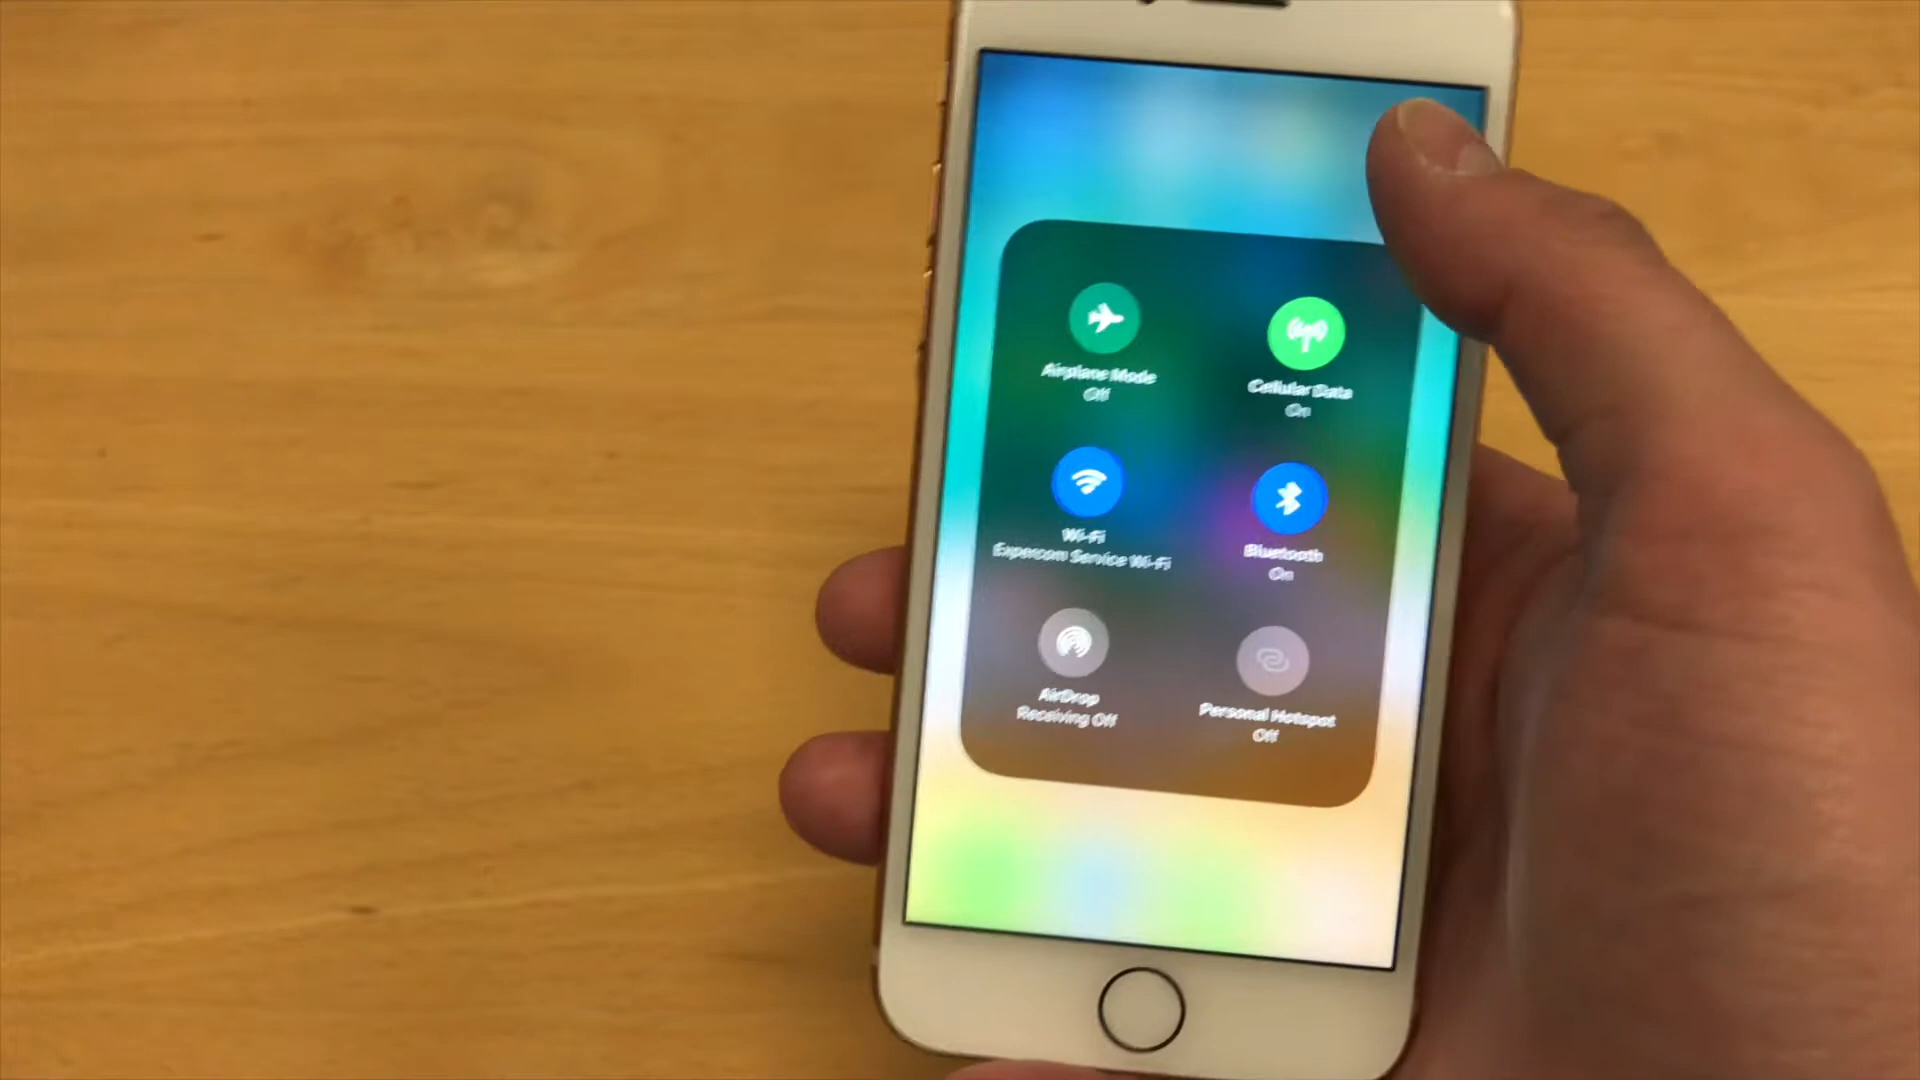 Airplane Mode
Off
Cellular Data
On
Wi-Fi
Expercom Service Wi-Fi
Bluetooth
On
AirDrop
Receiving Off
Personal Hotspot
Off